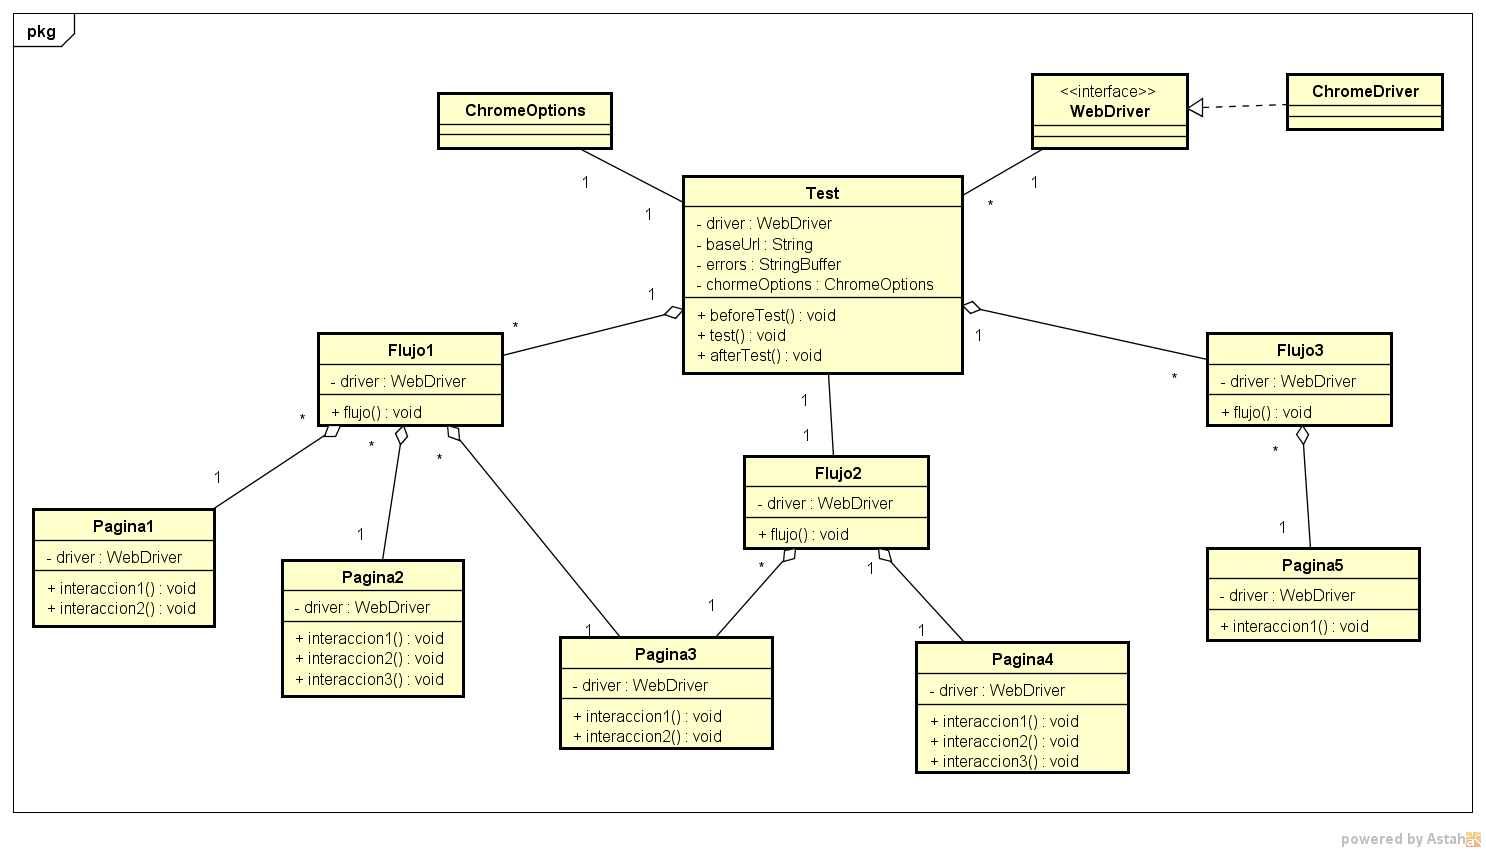 pkg
ChromeOptions
<<interface>>
WebDriver
ChromeDriver
1
1
1
*
Test
- driver : WebDriver
- baseUrl : String
- errors : StringBuffer
- chormeOptions : ChromeOptions
+ beforeTest() : void
+ test() : void
+ afterTest() : void
1
*
1
*
1
1
Flujo1
- driver : WebDriver
+ flujo() : void
Flujo3
- driver : WebDriver
+ flujo() : void
*
*
*
*
1
1
1
1
Flujo2
- driver : WebDriver
+ flujo() : void
*
1
1
1
Pagina1
- driver : WebDriver
+ interaccion1() : void
+ interaccion2() : void
Pagina2
- driver : WebDriver
+ interaccion1() : void
+ interaccion2() : void
+ interaccion3() : void
Pagina3
- driver : WebDriver
+ interaccion1() : void
+ interaccion2() : void
Pagina4
- driver : WebDriver
+ interaccion1() : void
+ interaccion2() : void
+ interaccion3() : void
Pagina5
- driver : WebDriver
+ interaccion1() : void
powered by Astah